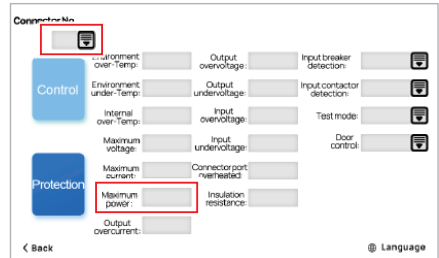 Connector No
Control
Protection
Environment
over-Temp:
Environment
under-Temp:
Internal
over-Temp:
Maximum
voltage:
Maximum
current:
Maximum
power:
Output
overcurrent:
Output
overvoltage:
Output
undervoltage:
Input
overvoltage:
Input
undervoltage:
Connector port
overheated:
Insulation
resistance:
Input breaker
detection:
Input contactor
detection:
Test mode:
Door
control:
< Back
Language